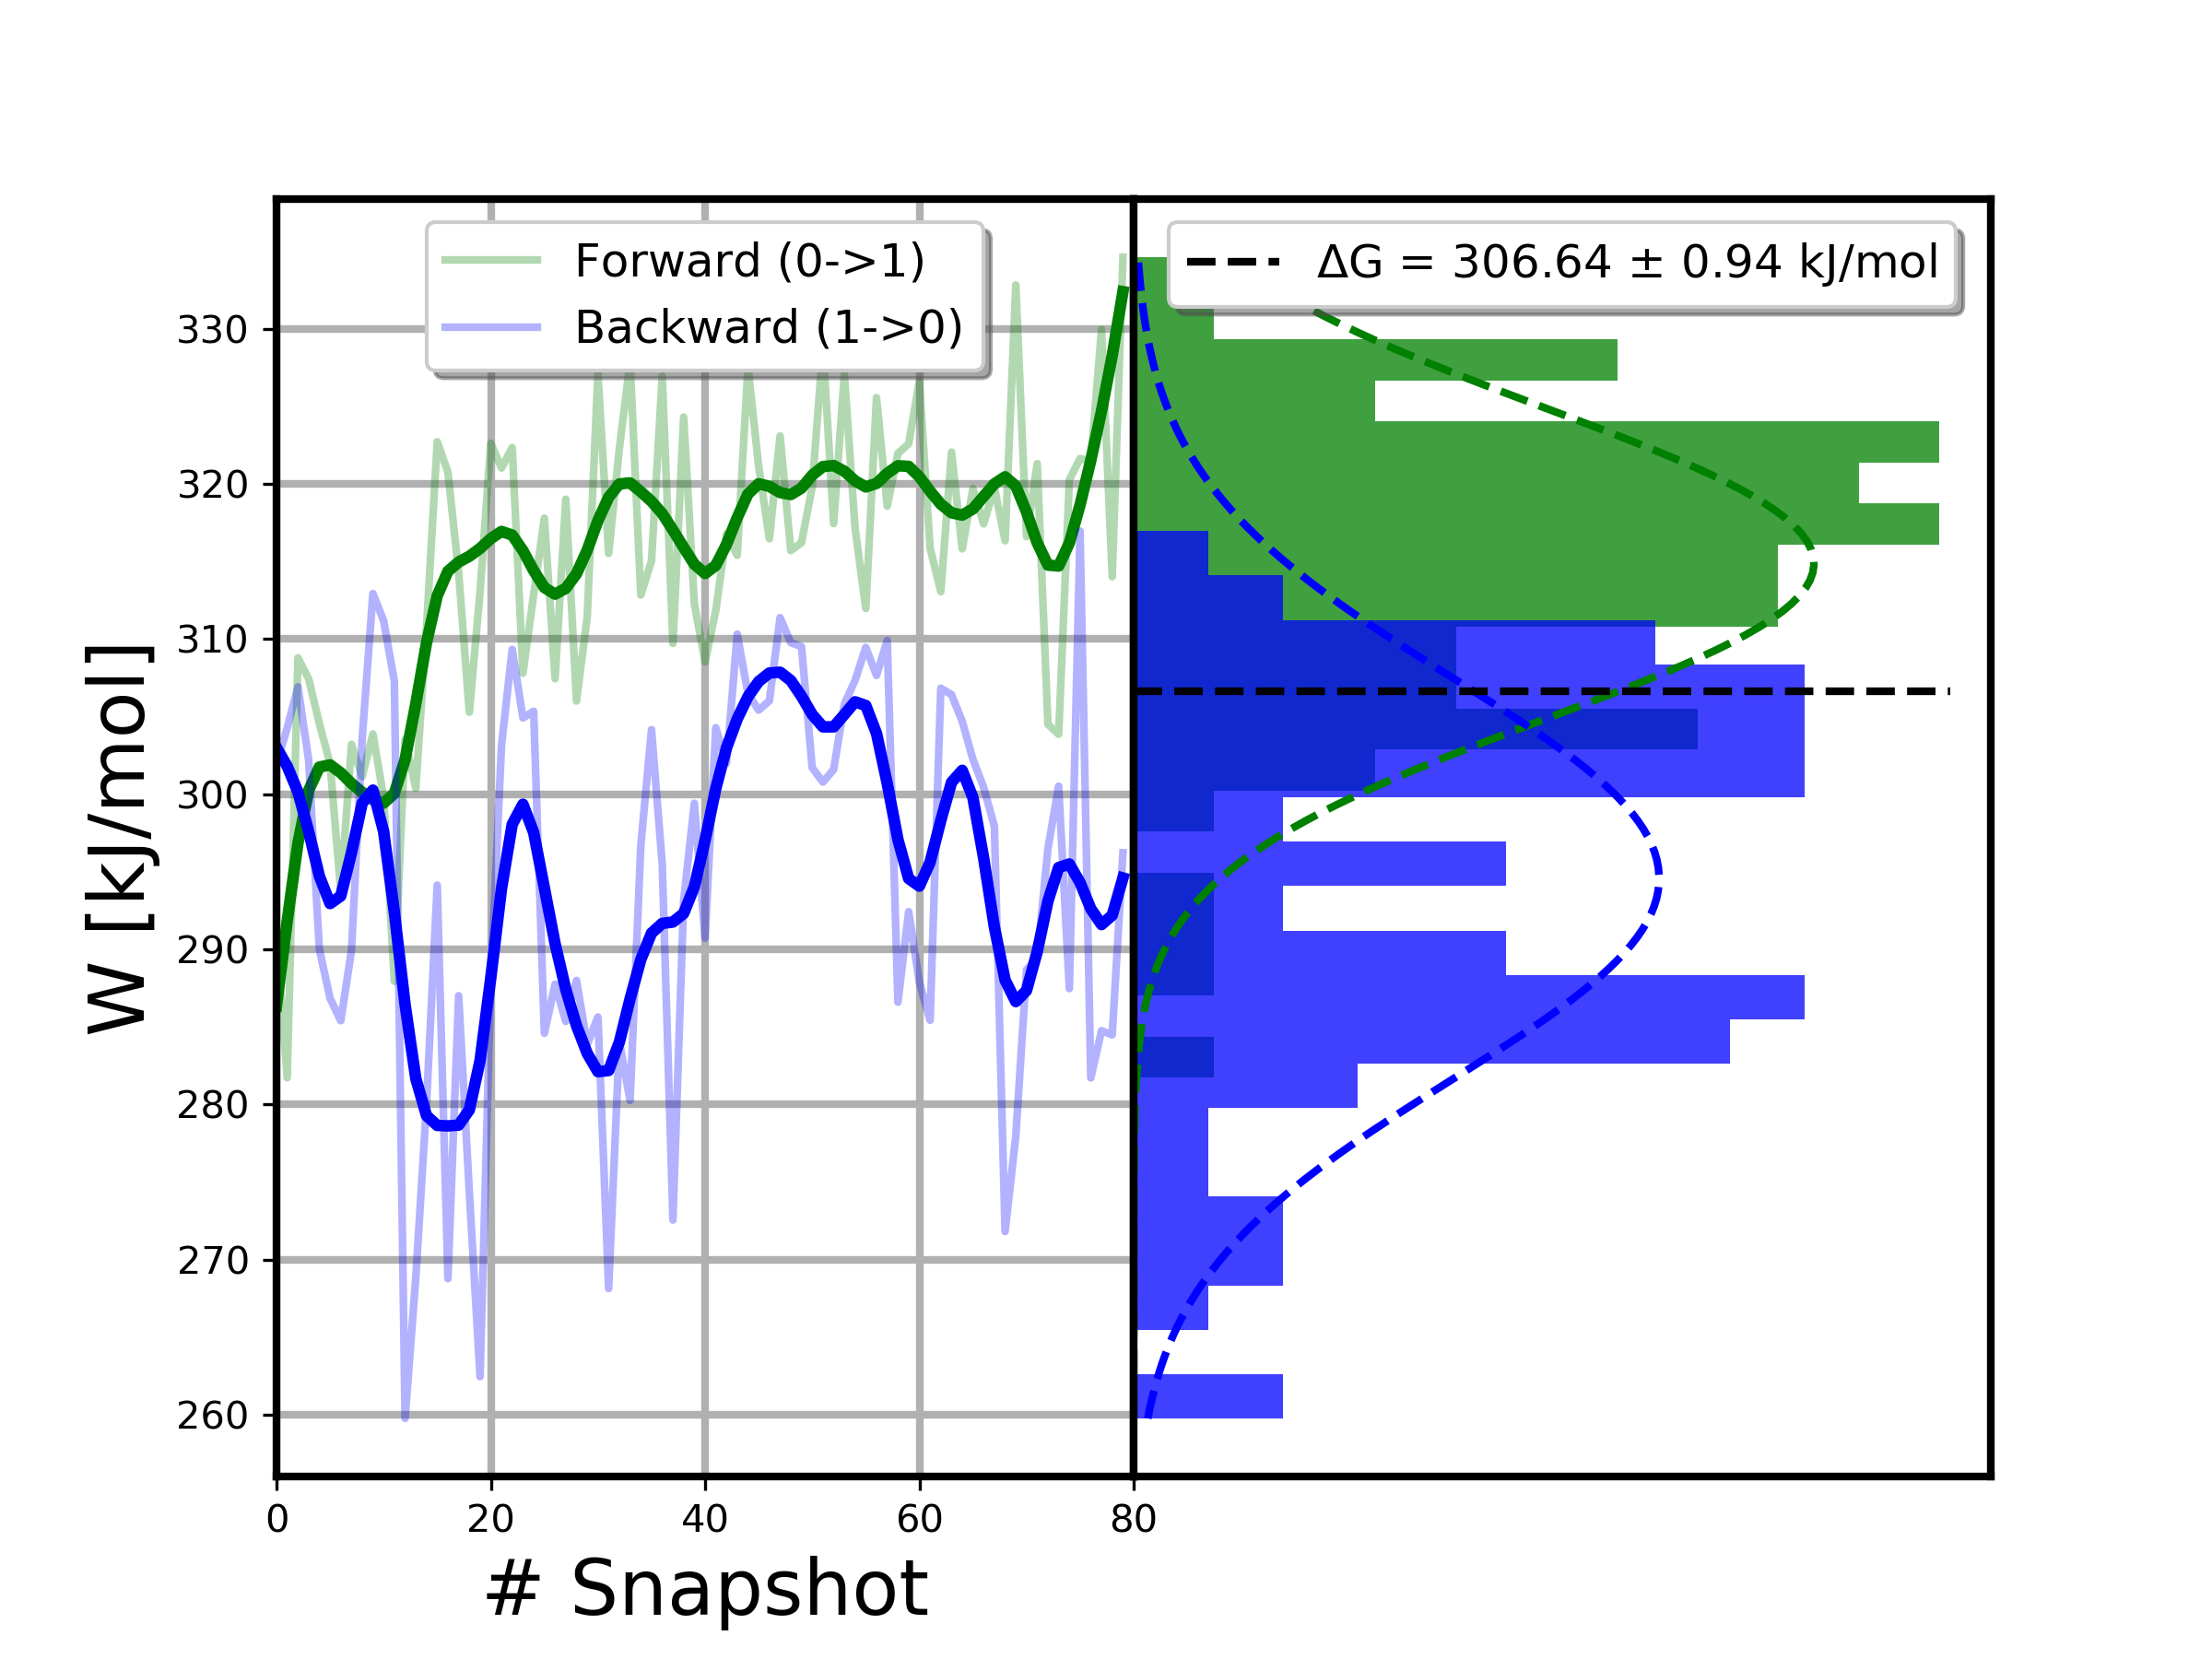 Forward (0->1)
Backward (1->0)
ΔG = 306.64 ± 0.94 kJ/mol
W [kJ/mol]
330
320
310
300
290
280
270
260
0 20 40 60 80
# Snapshot